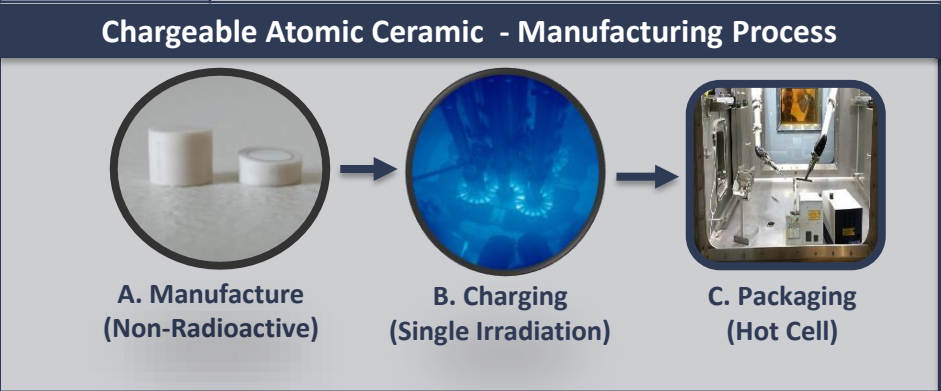 Chargeable Atomic Ceramic - Manufacturing Process
A. Manufacture
(Non-Radioactive)
B. Charging
(Single Irradiation)
C. Packaging
(Hot Cell)